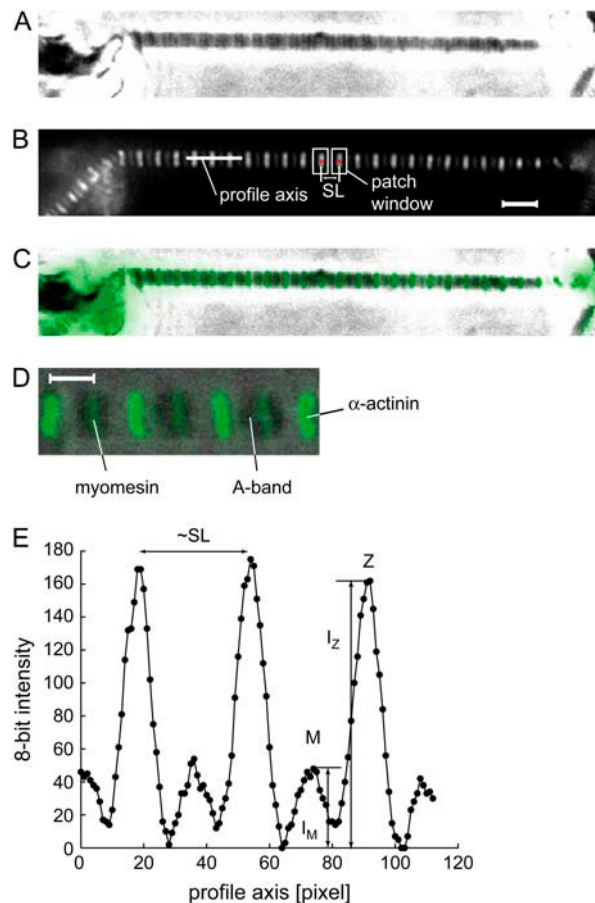 A
B
profile axis
SL
patch
window
C
D
α-actinin
myomesin
A-band
E
~SL
Z
I_Z
M
I_M
8-bit intensity
180
160
140
120
100
80
60
40
20
0
0 20 40 60 80 100 120
profile axis [pixel]